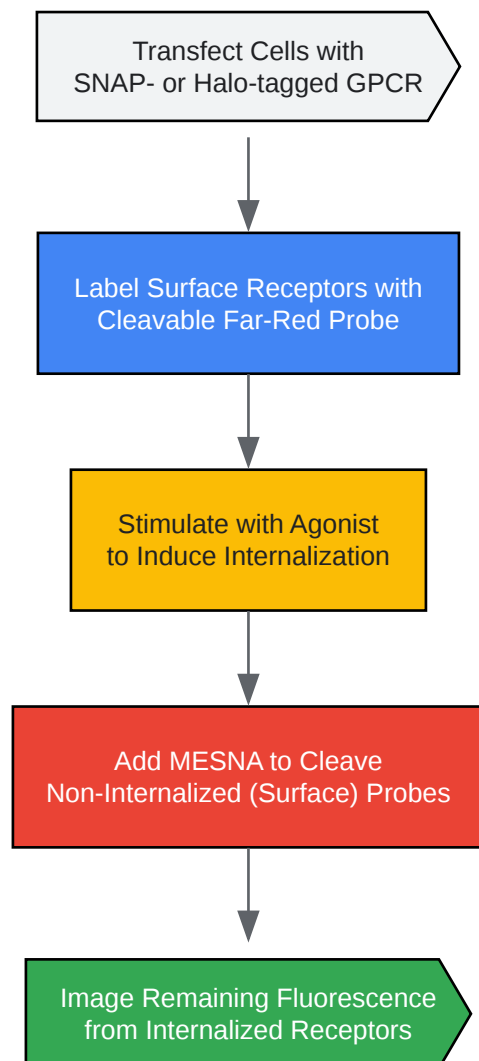 Transfect Cells with
SNAP- or Halo-tagged GPCR
Label Surface Receptors with
Cleavable Far-Red Probe
Stimulate with Agonist
to Induce Internalization
Add MESNA to Cleave
Non-Internalized (Surface) Probes
Image Remaining Fluorescence
from Internalized Receptors